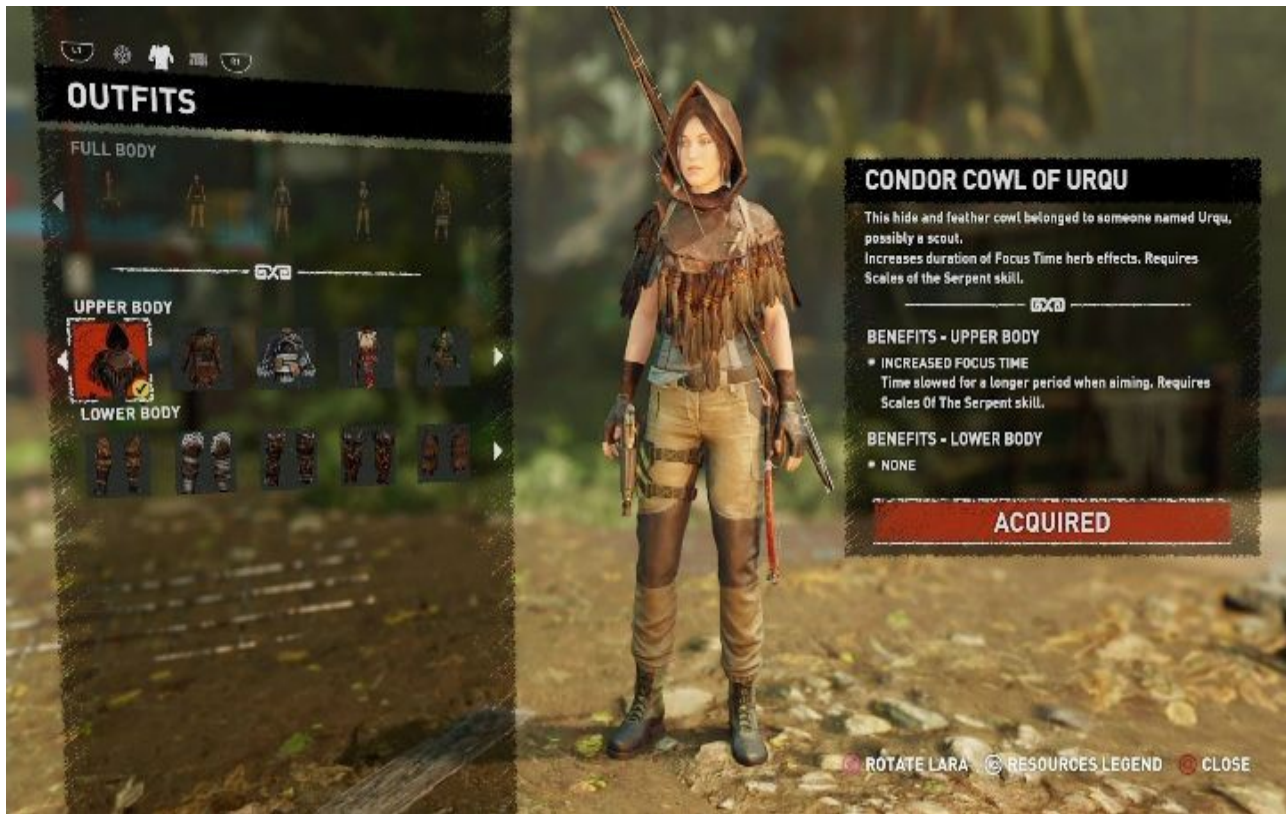 L1
R1
OUTFITS
FULL BODY
UPPER BODY
LOWER BODY
CONDOR COWL OF URQU
This hide and feather cowl belonged to someone named Urqu,
possibly a scout.
Increases duration of Focus Time herb effects. Requires
Scales of the Serpent skill.
BENEFITS - UPPER BODY
• INCREASED FOCUS TIME
Time slowed for a longer period when aiming. Requires
Scales Of The Serpent skill.
BENEFITS - LOWER BODY
• NONE
ACQUIRED
ROTATE LARA
RESOURCES LEGEND
CLOSE